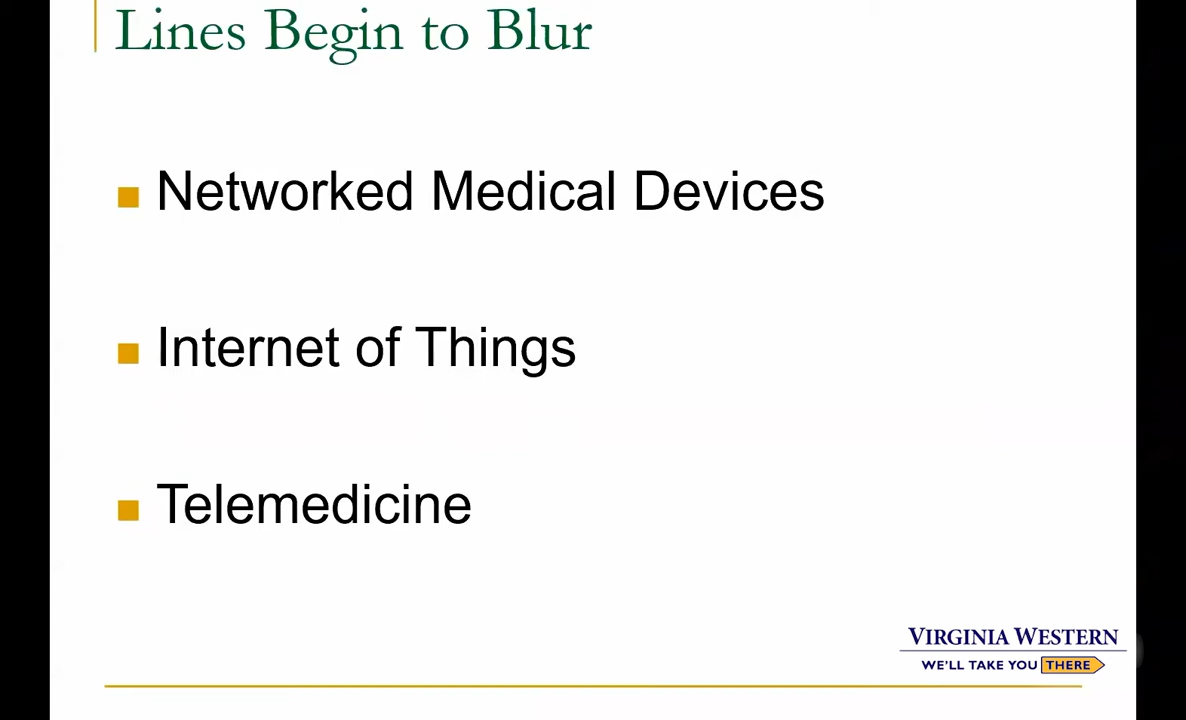 Lines Begin to Blur
Networked Medical Devices
Internet of Things
Telemedicine
VIRGINIA WESTERN
WE'LL TAKE YOU THERE